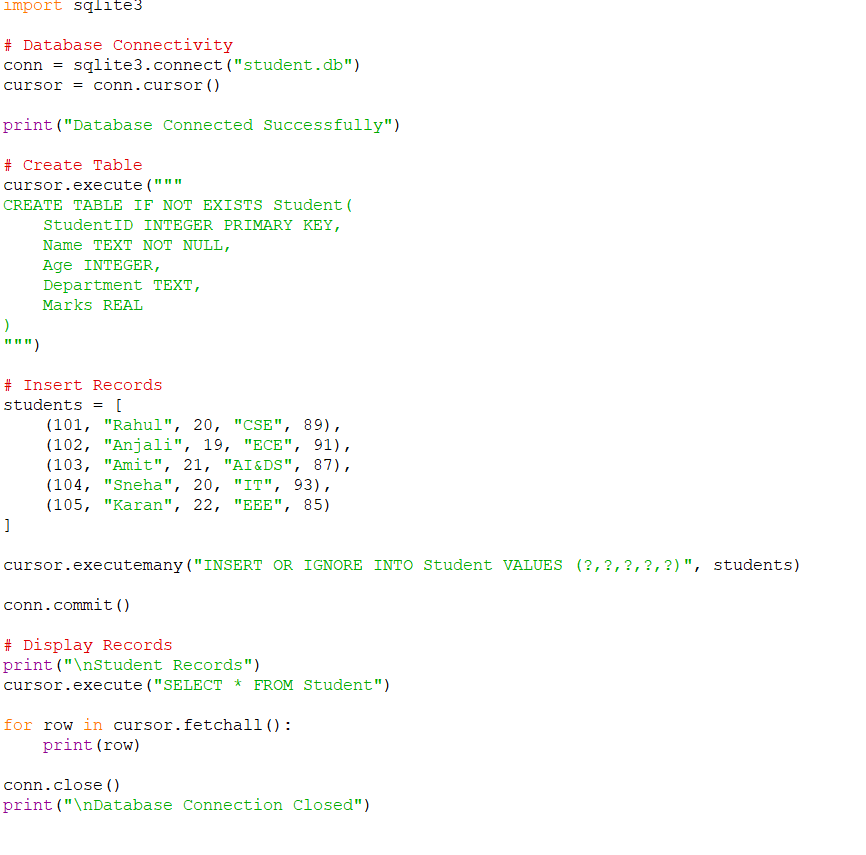 import sqlite3
# Database Connectivity
conn = sqlite3.connect("student.db")
cursor = conn.cursor()
print("Database Connected Successfully")
# Create Table
cursor.execute("""
CREATE TABLE IF NOT EXISTS Student(
    StudentID INTEGER PRIMARY KEY,
    Name TEXT NOT NULL,
    Age INTEGER,
    Department TEXT,
    Marks REAL
)
""")
# Insert Records
students = [
    (101, "Rahul", 20, "CSE", 89),
    (102, "Anjali", 19, "ECE", 91),
    (103, "Amit", 21, "AI&DS", 87),
    (104, "Sneha", 20, "IT", 93),
    (105, "Karan", 22, "EEE", 85)
]
cursor.executemany("INSERT OR IGNORE INTO Student VALUES (?,?,?,?,?)", students)
conn.commit()
# Display Records
print("\nStudent Records")
cursor.execute("SELECT * FROM Student")
for row in cursor.fetchall():
    print(row)
conn.close()
print("\nDatabase Connection Closed")